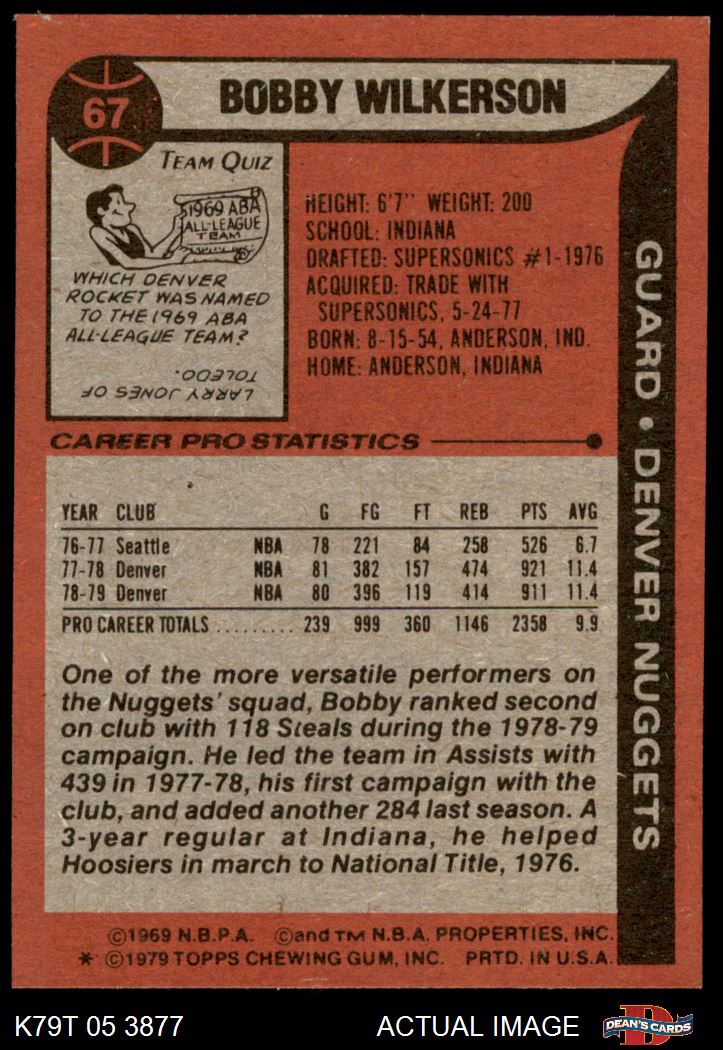 67
BOBBY WILKERSON
TEAM QUIZ
1969 ABA
ALL-LEAGUE
TEAM
WHICH DENVER
ROCKET WAS NAMED
TO THE 1969 ABA
ALL-LEAGUE TEAM?
LARRY JONES OF
TOLEDO.
HEIGHT: 6'7" WEIGHT: 200
SCHOOL: INDIANA
DRAFTED: SUPERSONICS #1-1976
ACQUIRED: TRADE WITH
SUPERSONICS, 5-24-77
BORN: 8-15-54, ANDERSON, IND.
HOME: ANDERSON, INDIANA
GUARD • DENVER NUGGETS
CAREER PRO STATISTICS
YEAR CLUB G FG FT REB PTS AVG
76-77 Seattle NBA 78 221 84 258 526 6.7
77-78 Denver NBA 81 382 157 474 921 11.4
78-79 Denver NBA 80 396 119 414 911 11.4
PRO CAREER TOTALS ......... 239 999 360 1146 2358 9.9
One of the more versatile performers on
the Nuggets' squad, Bobby ranked second
on club with 118 Steals during the 1978-79
campaign. He led the team in Assists with
439 in 1977-78, his first campaign with the
club, and added another 284 last season. A
3-year regular at Indiana, he helped
Hoosiers in march to National Title, 1976.
©1969 N.B.P.A. ©and TM N.B.A. PROPERTIES, INC.
* ©1979 TOPPS CHEWING GUM, INC. PRTD. IN U.S.A.
K79T 05 3877 ACTUAL IMAGE
D
DEAN'S CARDS